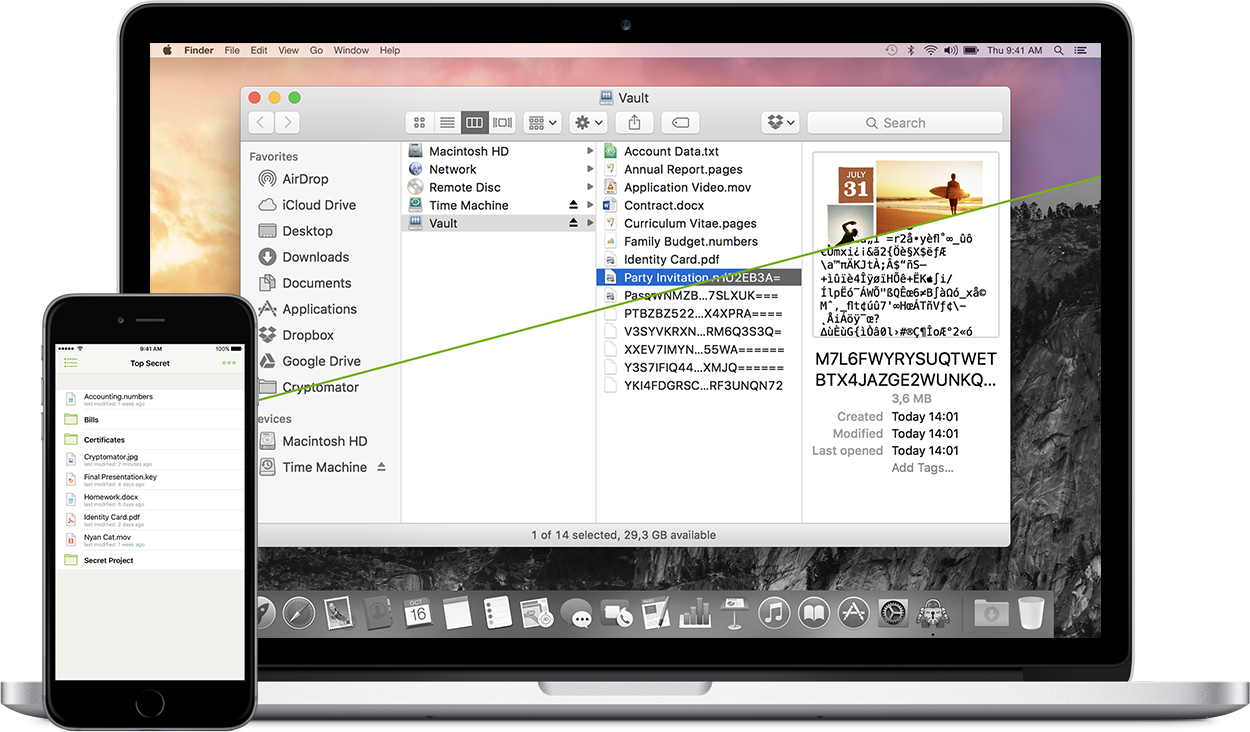 Finder File Edit View Go Window Help
Thu 9:41 AM
Vault
Search
Favorites
AirDrop
iCloud Drive
Desktop
Downloads
Documents
Applications
Dropbox
Google Drive
Cryptomator
evices
Macintosh HD
Time Machine
Macintosh HD
Network
Remote Disc
Time Machine
Vault
Account Data.txt
Annual Report.pages
Application Video.mov
Contract.docx
Curriculum Vitae.pages
Family Budget.numbers
Identity Card.pdf
Party Invitation
PTBZBZ522...X4XPRA====
V3SYVKRXN...RM6Q3S3Q=
XXEV7IMYN...55WA======
Y3S7IFIQ44...XMJQ======
YKI4FDGRSC...RF3UNQN72
JULY
31
M7L6FWYRYSUQTWET
BTX4JAZGE2WUNKQ...
3,6 MB
Created Today 14:01
Modified Today 14:01
Last opened Today 14:01
Add Tags...
1 of 14 selected, 29,3 GB available
OCT
16
9:41 AM
100%
Top Secret
Accounting.numbers
last modified: 1 week ago
Bills
Certificates
Cryptomator.jpg
last modified: 2 minutes ago
Final Presentation.key
last modified: 4 days ago
Homework.docx
last modified: 6 days ago
Identity Card.pdf
last modified: 2 days ago
Nyan Cat.mov
last modified: 1 week ago
Secret Project